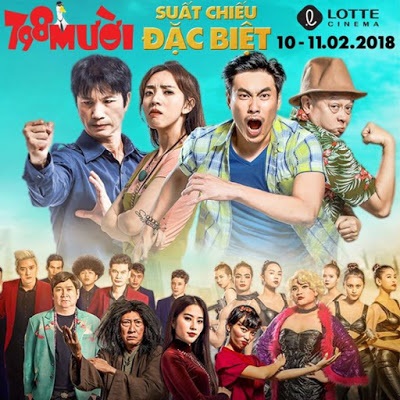 798MƯỜI
SUẤT CHIẾU
ĐẶC BIỆT
LOTTE
CINEMA
10 - 11.02.2018